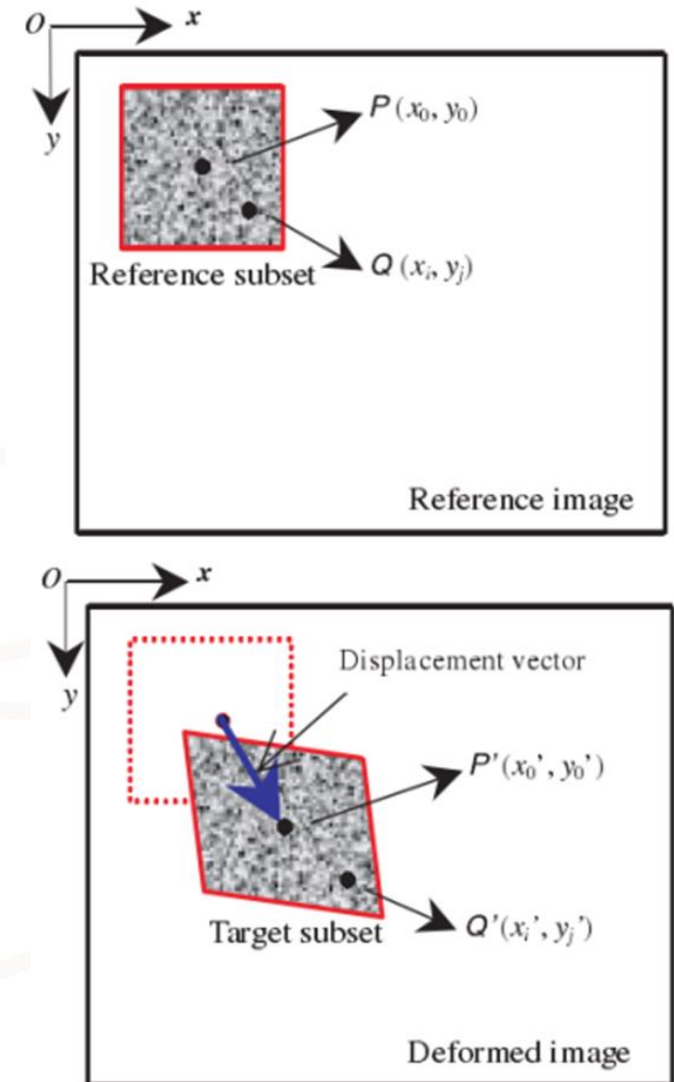 O x
P(x₀, y₀)
y
Q(xᵢ, yⱼ)
Reference subset
Reference image
O x
Displacement vector
y
P’(x₀’, y₀’)
Q’(xᵢ’, yⱼ’)
Target subset
Deformed image